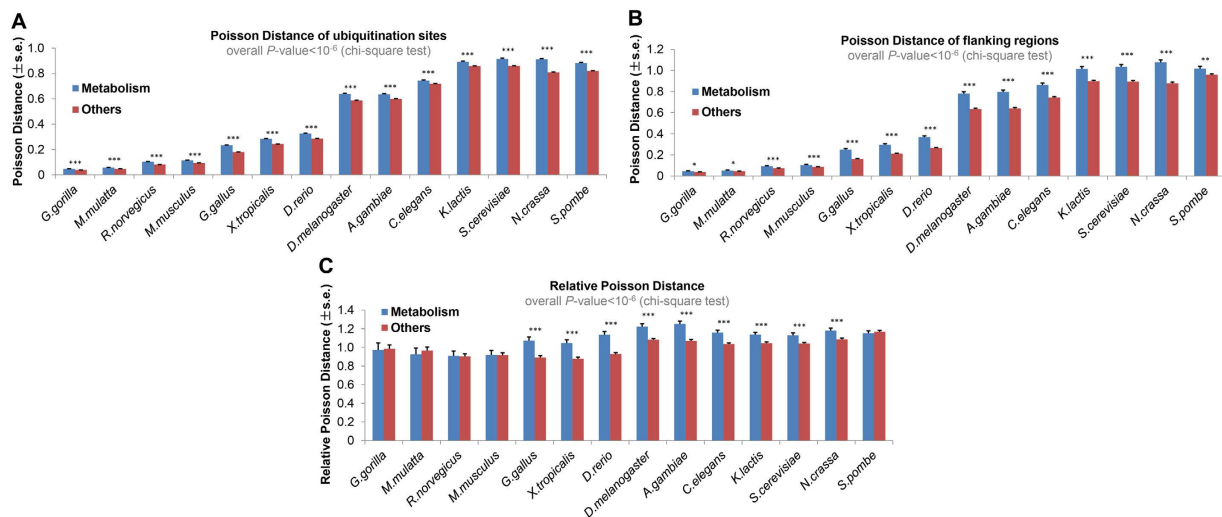 A
Poisson Distance of ubiquitination sites
overall P-value<10⁻⁶ (chi-square test)
Poisson Distance (±s.e.)
1.0
0.8
0.6
0.4
0.2
0
Metabolism
Others
***
***
***
***
***
***
***
***
***
***
***
***
***
***
G.gorilla
M.mulatta
R.norvegicus
M.musculus
G.gallus
X.tropicalis
D.rerio
D.melanogaster
A.gambiae
C.elegans
K.lactis
S.cerevisiae
N.crassa
S.pombe
B
Poisson Distance of flanking regions
overall P-value<10⁻⁶ (chi-square test)
Poisson Distance (±s.e.)
1.2
1.0
0.8
0.6
0.4
0.2
0
Metabolism
Others
*
*
***
***
***
***
***
***
***
***
***
***
***
**
G.gorilla
M.mulatta
R.norvegicus
M.musculus
G.gallus
X.tropicalis
D.rerio
D.melanogaster
A.gambiae
C.elegans
K.lactis
S.cerevisiae
N.crassa
S.pombe
C
Relative Poisson Distance
overall P-value<10⁻⁶ (chi-square test)
Relative Poisson Distance (±s.e.)
1.4
1.2
1.0
0.8
0.6
0.4
0.2
0
Metabolism
Others
***
***
***
***
***
***
***
***
***
G.gorilla
M.mulatta
R.norvegicus
M.musculus
G.gallus
X.tropicalis
D.rerio
D.melanogaster
A.gambiae
C.elegans
K.lactis
S.cerevisiae
N.crassa
S.pombe